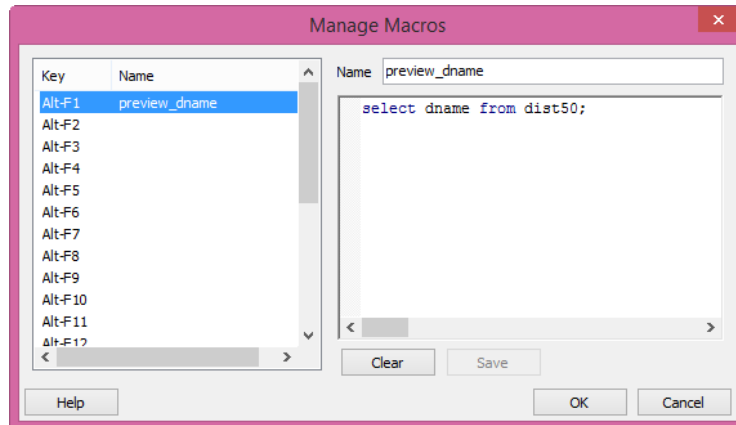 Manage Macros
Key Name
Alt-F1 preview_dname
Alt-F2
Alt-F3
Alt-F4
Alt-F5
Alt-F6
Alt-F7
Alt-F8
Alt-F9
Alt-F10
Alt-F11
Alt-F12
Name preview_dname
select dname from dist50;
Clear Save
Help OK Cancel